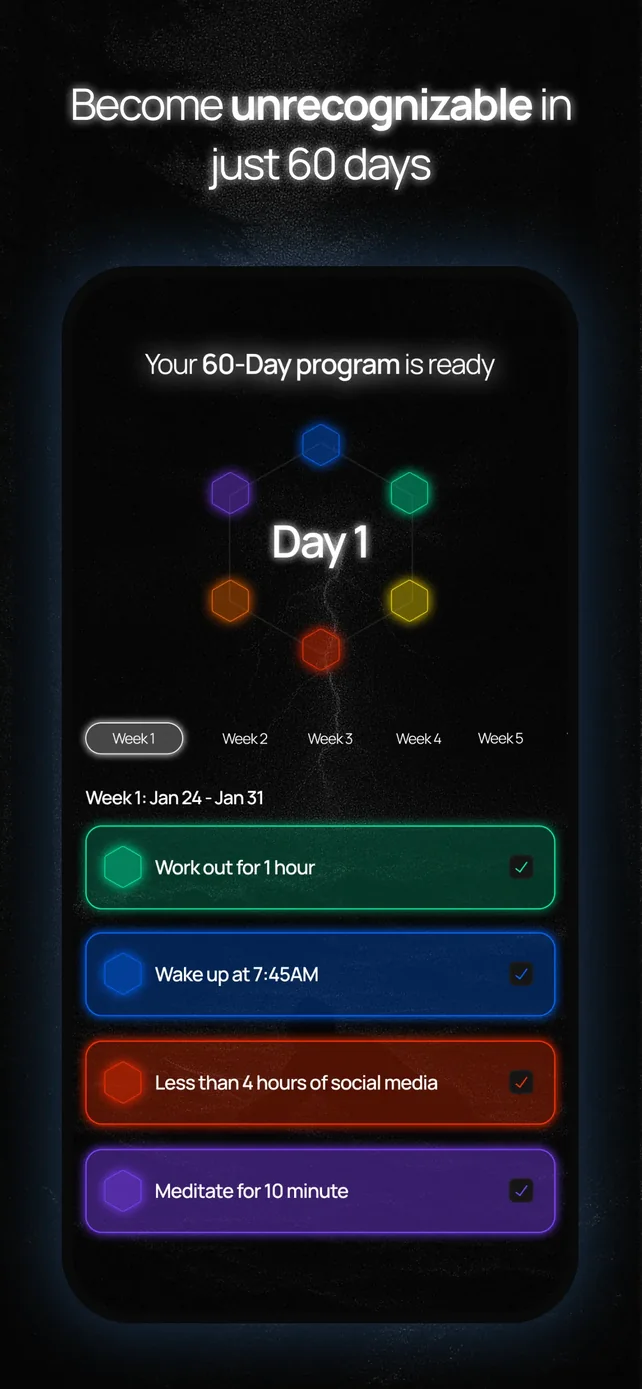 Become unrecognizable in
just 60 days
Your 60-Day program is ready
Day 1
Week 1
Week 2
Week 3
Week 4
Week 5
Week 1: Jan 24 - Jan 31
Work out for 1 hour
Wake up at 7:45AM
Less than 4 hours of social media
Meditate for 10 minute